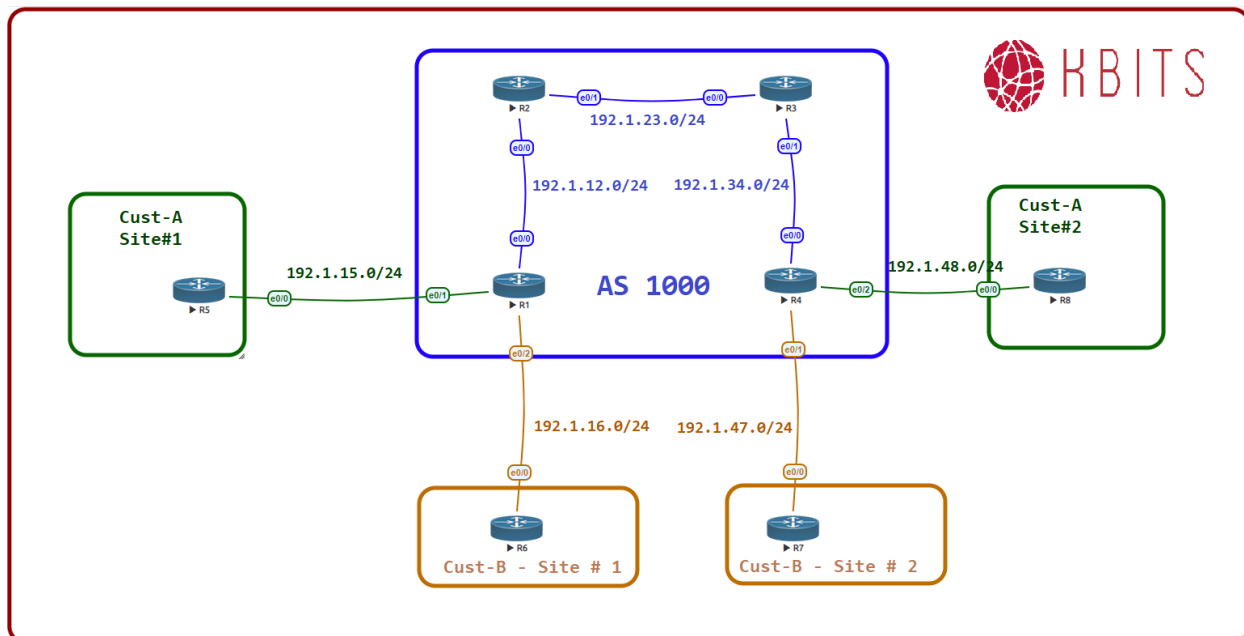 KBITS
R2
e0/1
e0/0
R3
192.1.23.0/24
e0/0
e0/1
192.1.12.0/24
192.1.34.0/24
Cust-A
Site#1
Cust-A
Site#2
e0/0
e0/0
192.1.15.0/24
192.1.48.0/24
R5
e0/0
e0/1
R1
AS 1000
R4
e0/2
e0/0
R8
e0/2
e0/1
192.1.16.0/24
192.1.47.0/24
e0/0
e0/0
R6
R7
Cust-B - Site # 1
Cust-B - Site # 2